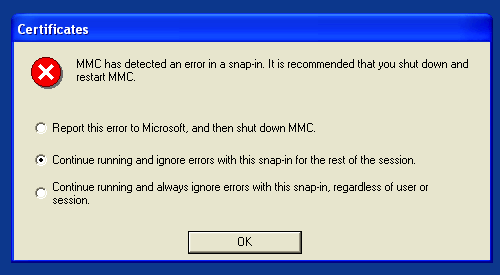 Certificates
MMC has detected an error in a snap-in. It is recommended that you shut down and
restart MMC.
Report this error to Microsoft, and then shut down MMC.
Continue running and ignore errors with this snap-in for the rest of the session.
Continue running and always ignore errors with this snap-in, regardless of user or
session.
OK